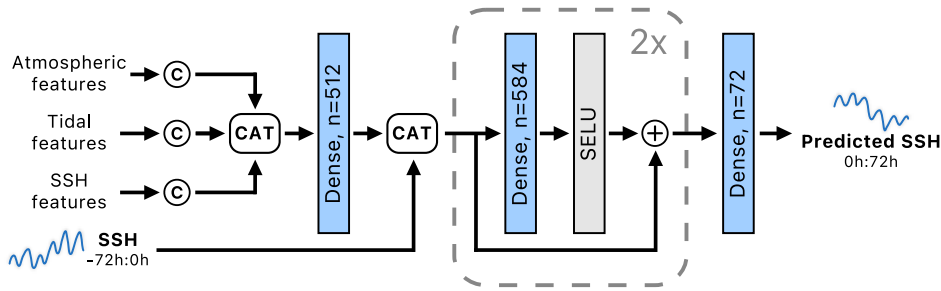 Atmospheric
features
C
Tidal
features
C
SSH
features
C
CAT
Dense, n=512
SSH
-72h:0h
CAT
2x
Dense, n=584
SELU
+
Dense, n=72
Predicted SSH
0h:72h